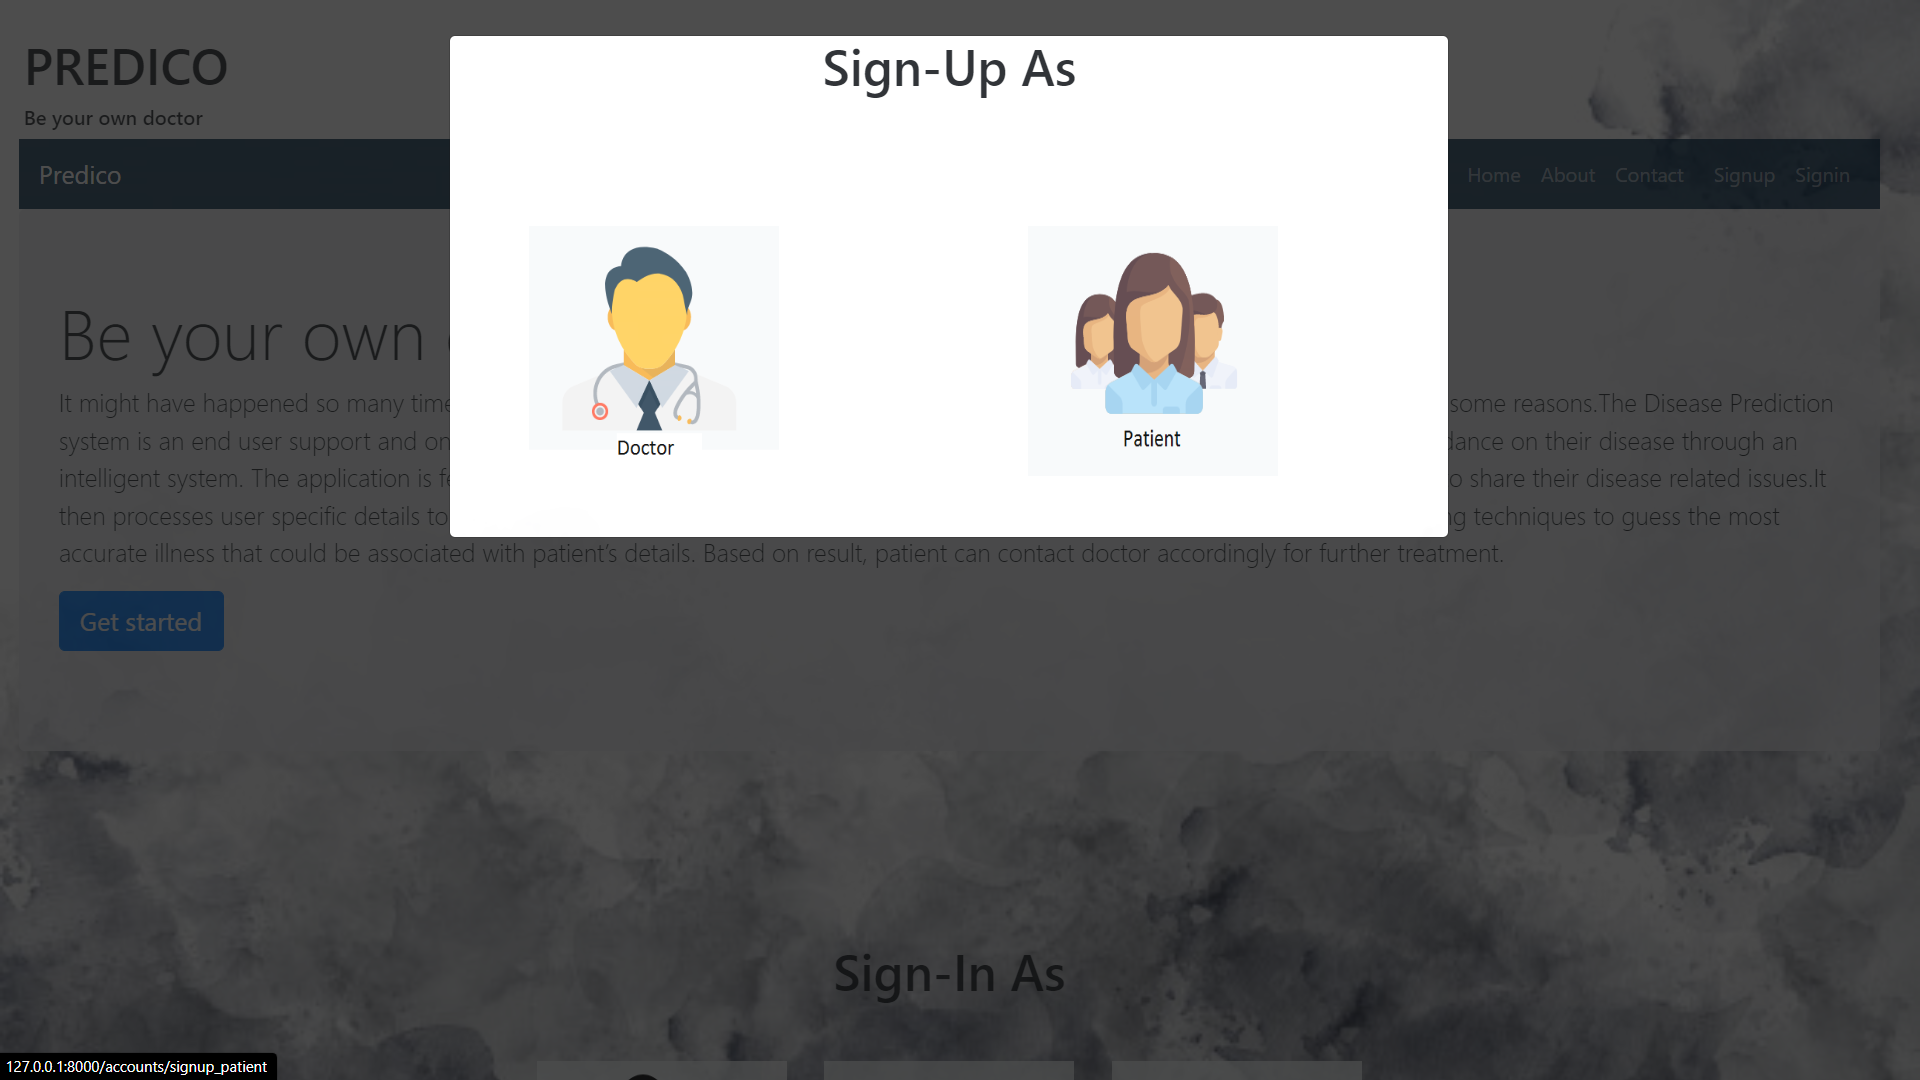 PREDICO
Be your own doctor
Predico
Home About Contact Signup Signin
Sign-Up As
Doctor
Patient
Be your own
It might have happened so many time some reasons.The Disease Prediction
system is an end user support and on dance on their disease through an
intelligent system. The application is fe o share their disease related issues.It
then processes user specific details to ng techniques to guess the most
accurate illness that could be associated with patient's details. Based on result, patient can contact doctor accordingly for further treatment.
Get started
Sign-In As
127.0.0.1:8000/accounts/signup_patient